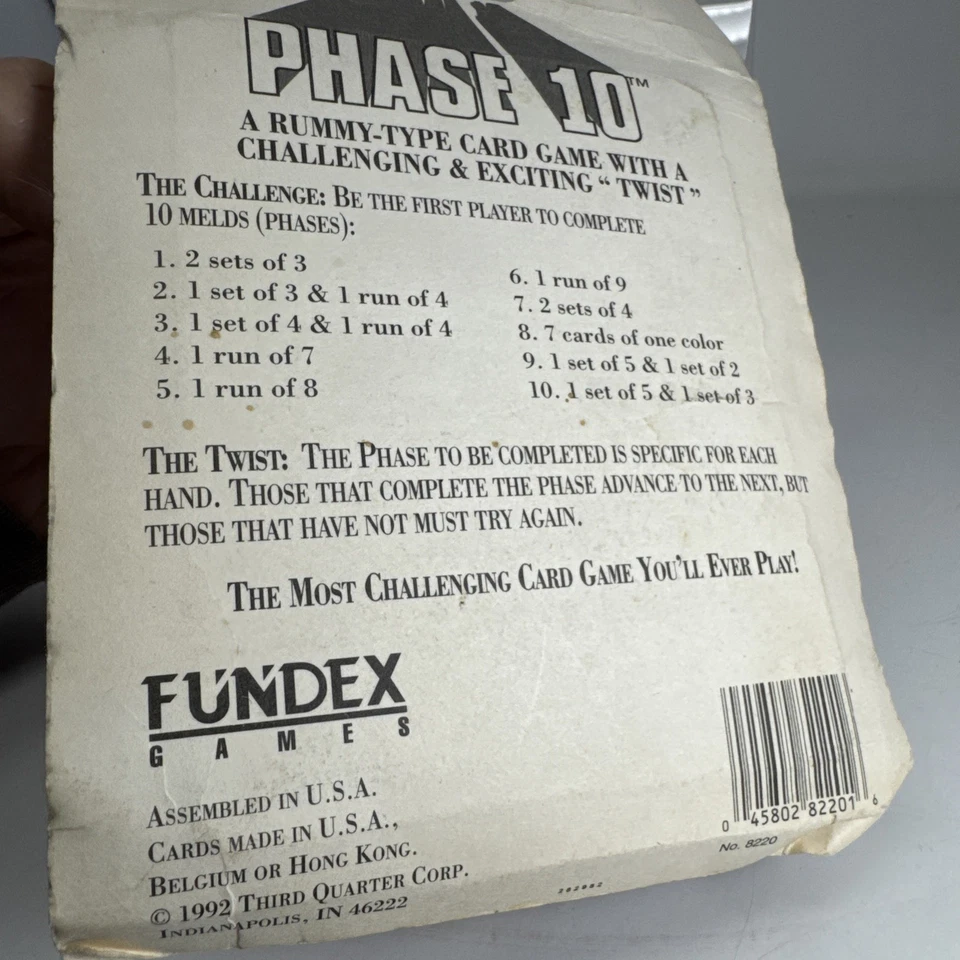 PHASE 10™
A RUMMY-TYPE CARD GAME WITH A
CHALLENGING & EXCITING “TWIST”
THE CHALLENGE: BE THE FIRST PLAYER TO COMPLETE
10 MELDS (PHASES):
1. 2 sets of 3
2. 1 set of 3 & 1 run of 4
3. 1 set of 4 & 1 run of 4
4. 1 run of 7
5. 1 run of 8
6. 1 run of 9
7. 2 sets of 4
8. 7 cards of one color
9. 1 set of 5 & 1 set of 2
10. 1 set of 5 & 1 set of 3
THE TWIST: THE PHASE TO BE COMPLETED IS SPECIFIC FOR EACH
HAND. THOSE THAT COMPLETE THE PHASE ADVANCE TO THE NEXT, BUT
THOSE THAT HAVE NOT MUST TRY AGAIN.
THE MOST CHALLENGING CARD GAME YOU'LL EVER PLAY!
FUNDEX
GAMES
ASSEMBLED IN U.S.A.
CARDS MADE IN U.S.A.,
BELGIUM OR HONG KONG.
© 1992 THIRD QUARTER CORP.
INDIANAPOLIS, IN 46222
0 45802 82201 6
No. 8220